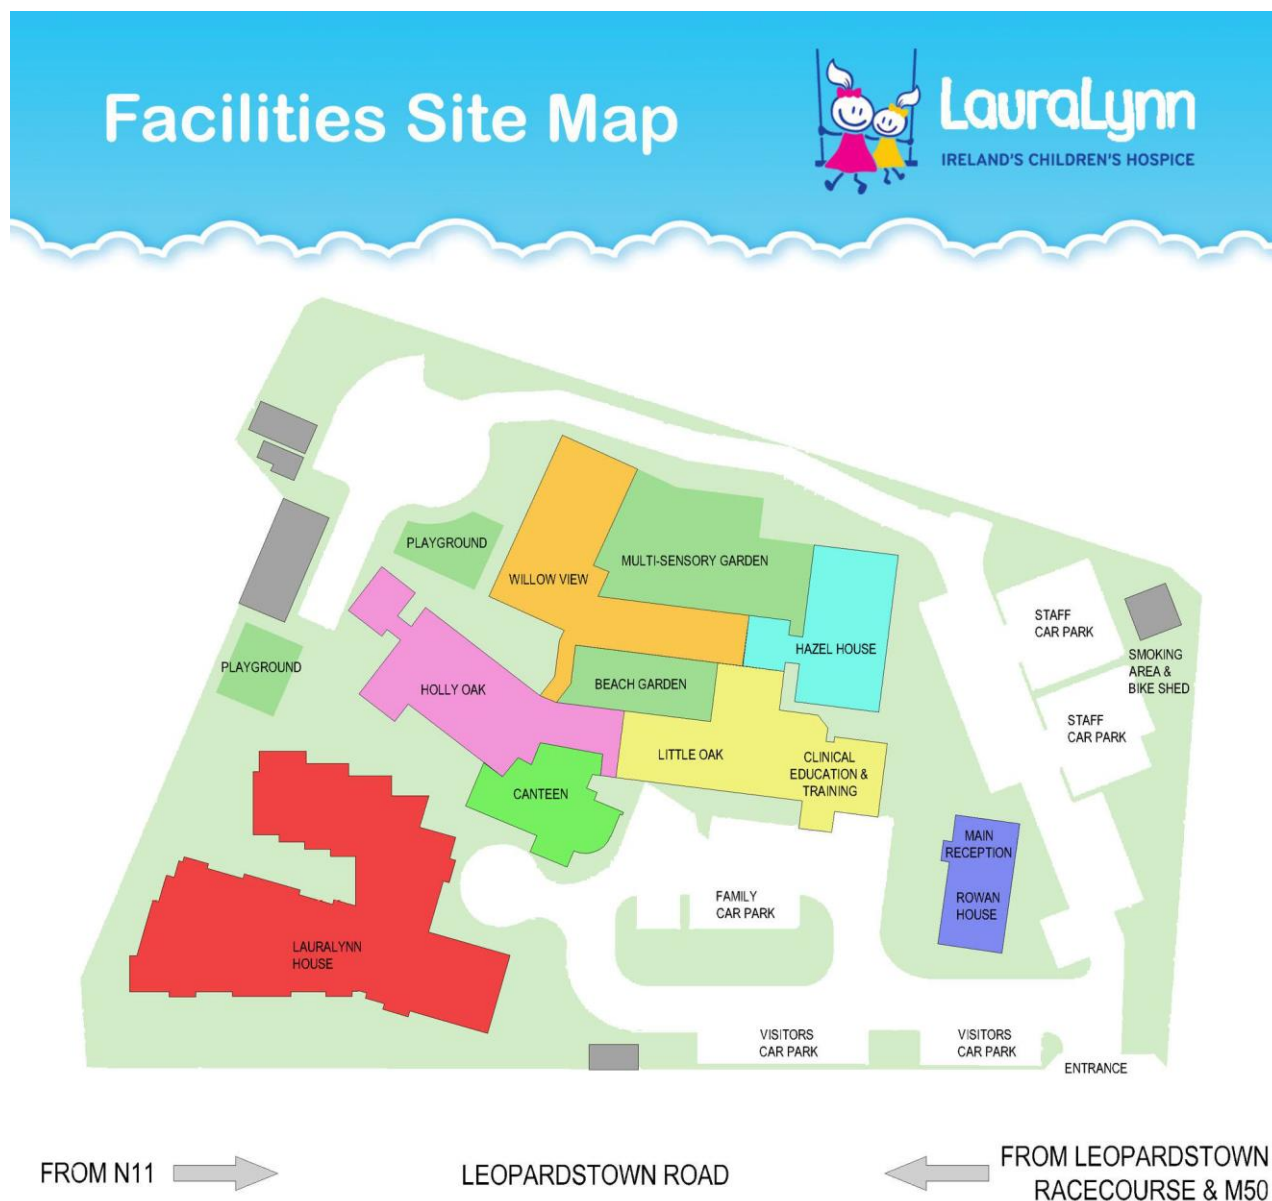 Facilities Site Map
LauraLynn
IRELAND'S CHILDREN'S HOSPICE
PLAYGROUND
WILLOW VIEW
MULTI-SENSORY GARDEN
HAZEL HOUSE
STAFF
CAR PARK
SMOKING
AREA &
BIKE SHED
PLAYGROUND
HOLLY OAK
BEACH GARDEN
STAFF
CAR PARK
LITTLE OAK
CLINICAL
EDUCATION &
TRAINING
CANTEEN
MAIN
RECEPTION
ROWAN
HOUSE
FAMILY
CAR PARK
LAURALYNN
HOUSE
VISITORS
CAR PARK
VISITORS
CAR PARK
ENTRANCE
FROM N11
LEOPARDSTOWN ROAD
FROM LEOPARDSTOWN
RACECOURSE & M50